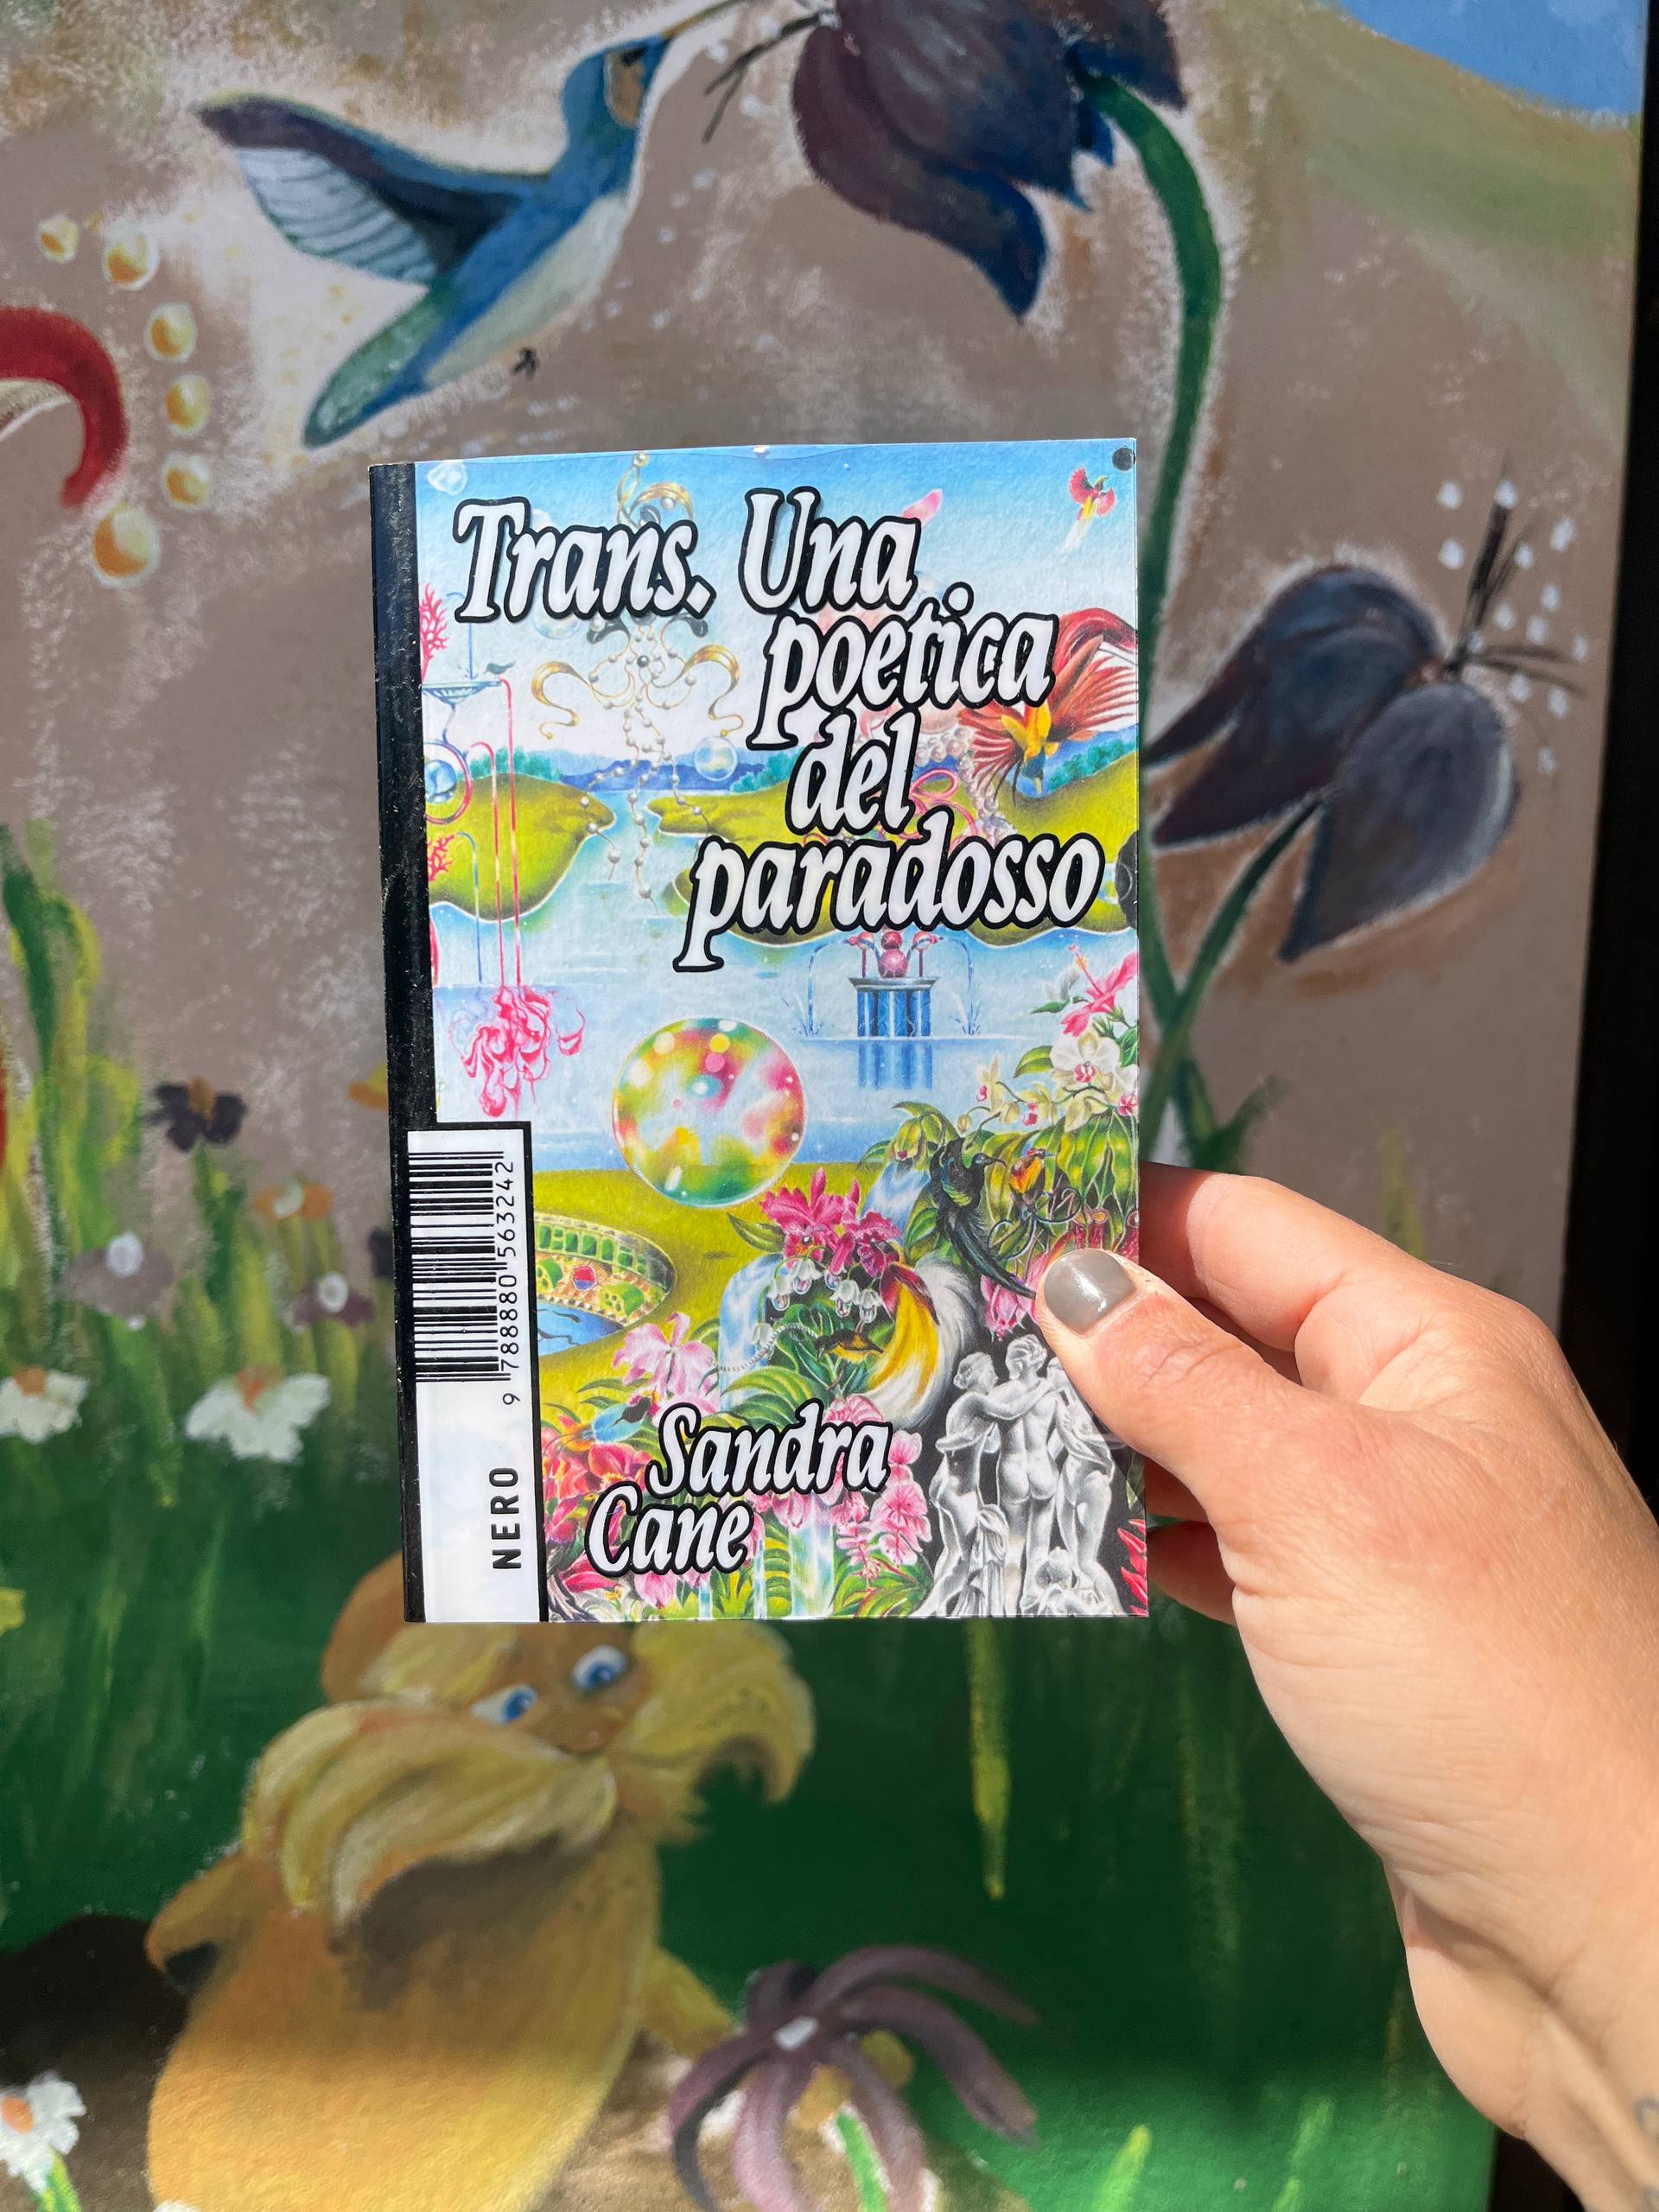 Trans. Una
poetica
del
paradosso
9 788880 563242
NERO
Sandra
Cane